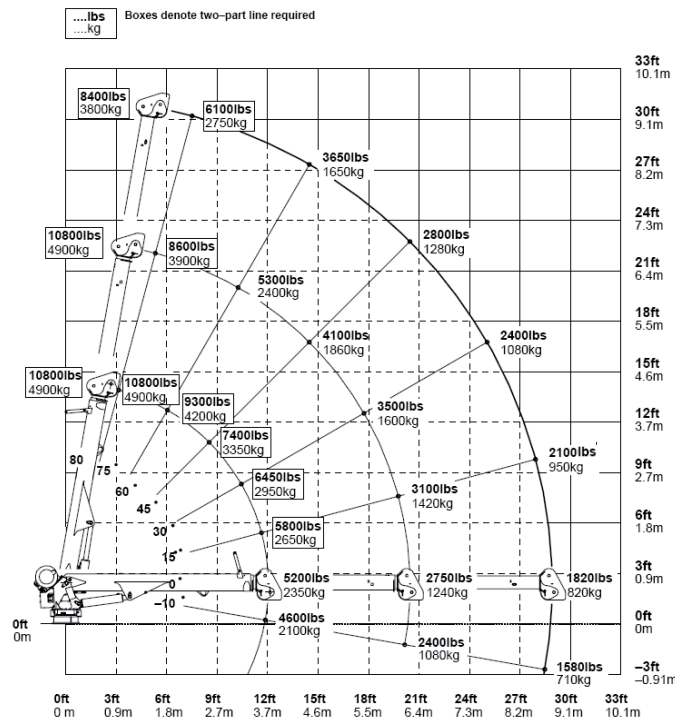 ....lbs
....kg
Boxes denote two–part line required
33ft
10.1m
8400lbs
3800kg
6100lbs
2750kg
30ft
9.1m
3650lbs
1650kg
27ft
8.2m
24ft
7.3m
10800lbs
4900kg
8600lbs
3900kg
2800lbs
1280kg
21ft
6.4m
5300lbs
2400kg
18ft
5.5m
4100lbs
1860kg
2400lbs
1080kg
15ft
4.6m
10800lbs
4900kg
10800lbs
4900kg
9300lbs
4200kg
3500lbs
1600kg
12ft
3.7m
7400lbs
3350kg
80
75
60
45
30
15
0
–10
6450lbs
2950kg
2100lbs
950kg
9ft
2.7m
3100lbs
1420kg
6ft
1.8m
5800lbs
2650kg
5200lbs
2350kg
2750lbs
1240kg
1820lbs
820kg
3ft
0.9m
4600lbs
2100kg
0ft
0m
0ft
0m
2400lbs
1080kg
1580lbs
710kg
–3ft
–0.91m
0ft 3ft 6ft 9ft 12ft 15ft 18ft 21ft 24ft 27ft 30ft 33ft
0 m 0.9m 1.8m 2.7m 3.7m 4.6m 5.5m 6.4m 7.3m 8.2m 9.1m 10.1m